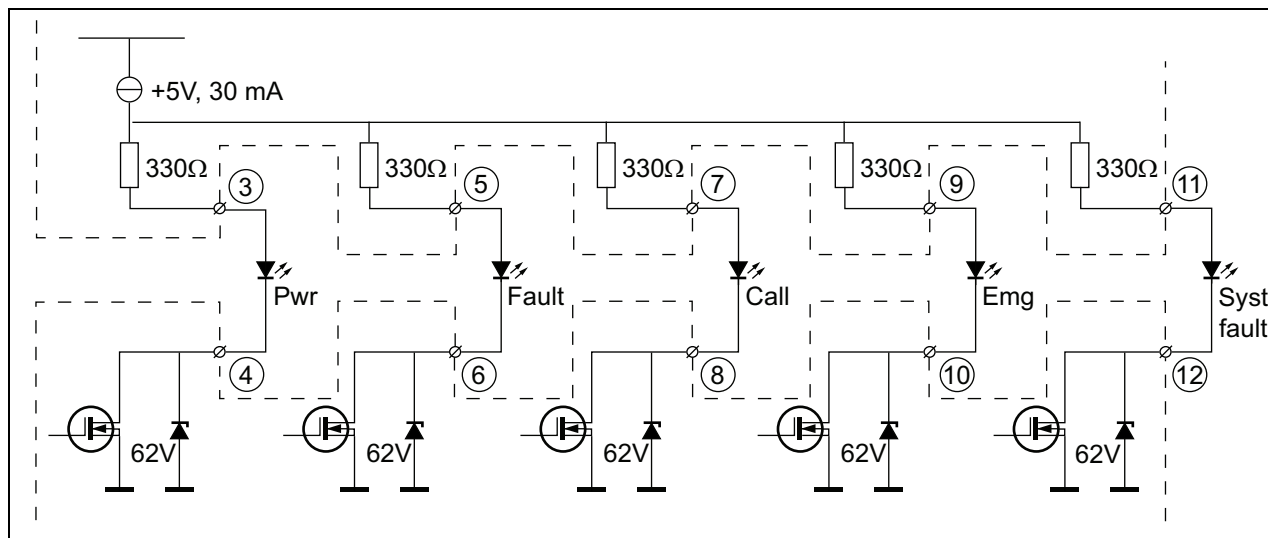 +5V, 30 mA
330Ω 330Ω 330Ω 330Ω 330Ω
3 5 7 9 11
Pwr Fault Call Emg Syst
fault
4 6 8 10 12
62V 62V 62V 62V 62V